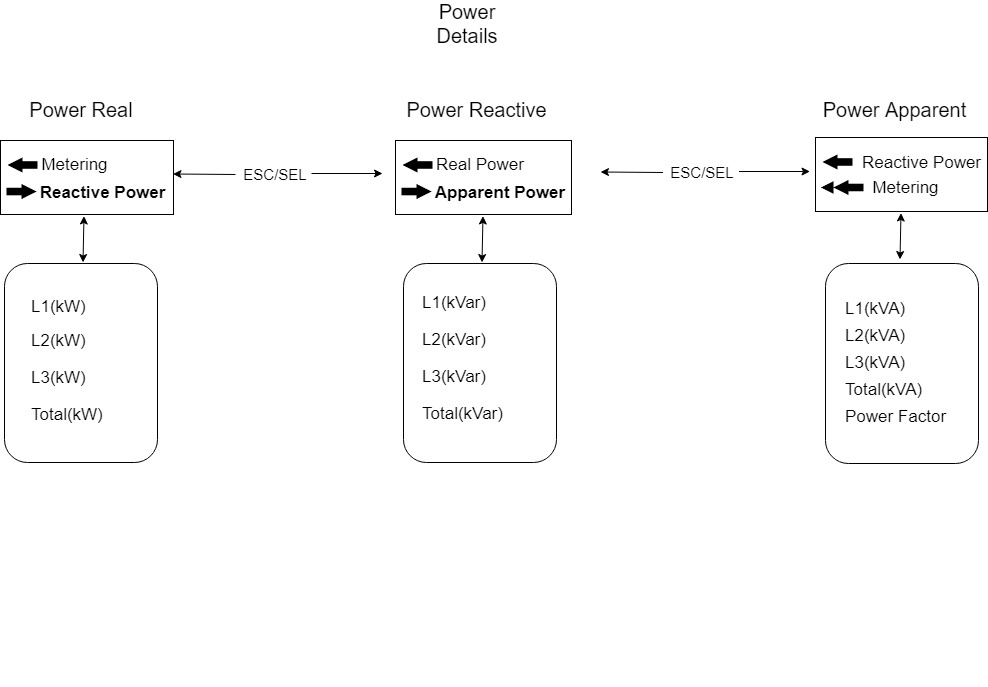 Power
Details
Power Real
Power Reactive
Power Apparent
Metering
Reactive Power
ESC/SEL
Real Power
Apparent Power
ESC/SEL
Reactive Power
Metering
L1(kW)
L2(kW)
L3(kW)
Total(kW)
L1(kVar)
L2(kVar)
L3(kVar)
Total(kVar)
L1(kVA)
L2(kVA)
L3(kVA)
Total(kVA)
Power Factor